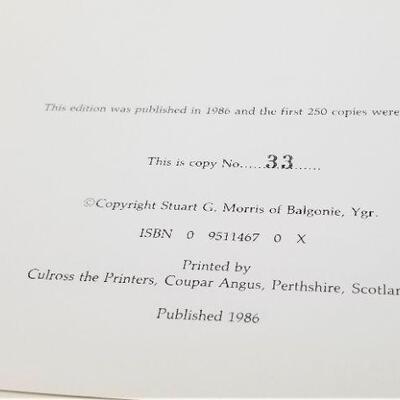 This edition was published in 1986 and the first 250 copies were
This is copy No......33...........
©Copyright Stuart G. Morris of Balgonie, Ygr.
ISBN 0 9511467 0 X
Printed by
Culross the Printers, Coupar Angus, Perthshire, Scotlan
Published 1986